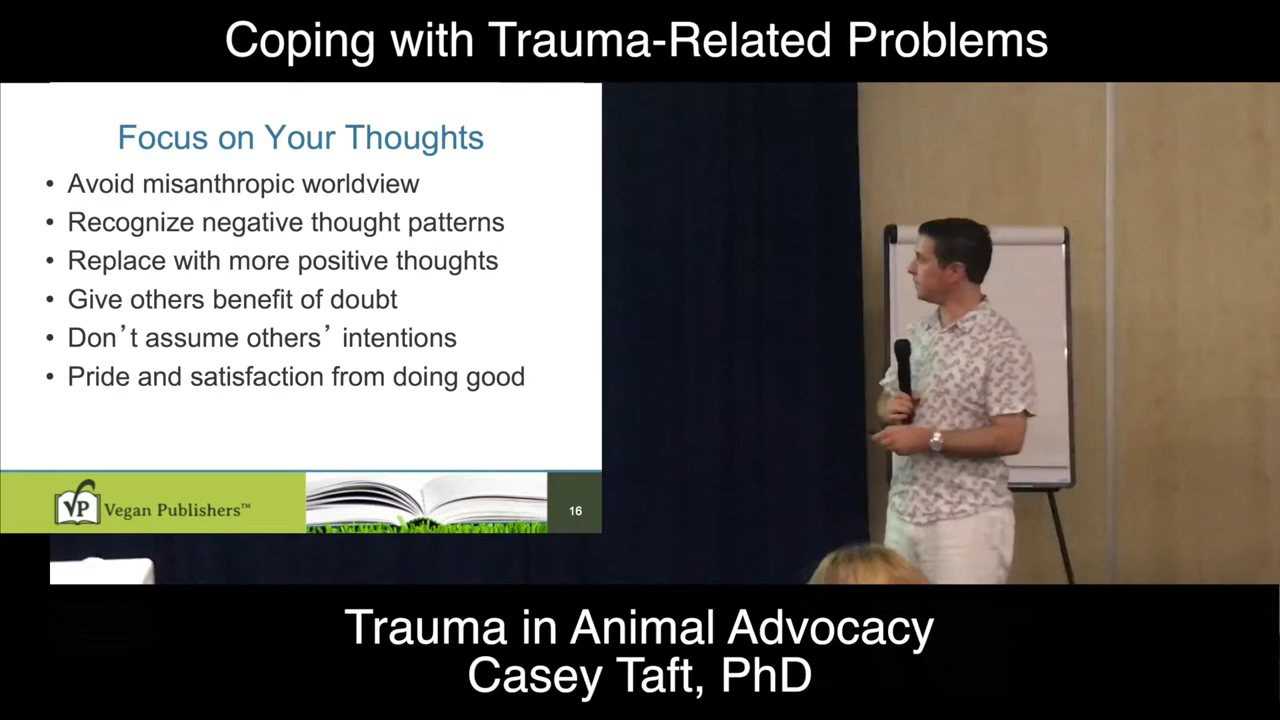 Coping with Trauma-Related Problems
Focus on Your Thoughts
• Avoid misanthropic worldview
• Recognize negative thought patterns
• Replace with more positive thoughts
• Give others benefit of doubt
• Don’t assume others’ intentions
• Pride and satisfaction from doing good
VP Vegan Publishers™
16
Trauma in Animal Advocacy
Casey Taft, PhD